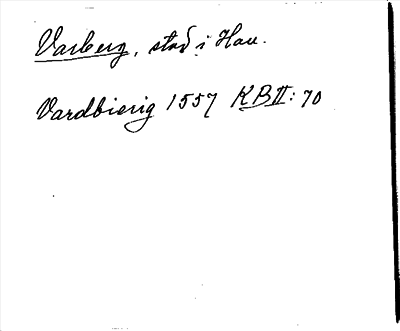 Varberg, stad i Hall.
Vardbierig 1557 KB II: 70